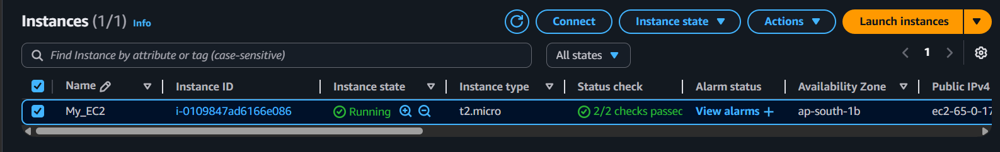 Instances (1/1) Info Connect Instance state Actions Launch instances
Find Instance by attribute or tag (case-sensitive) All states 1
Name Instance ID Instance state Instance type Status check Alarm status Availability Zone Public IPv4
My_EC2 i-0109847ad6166e086 Running t2.micro 2/2 checks passed View alarms + ap-south-1b ec2-65-0-17